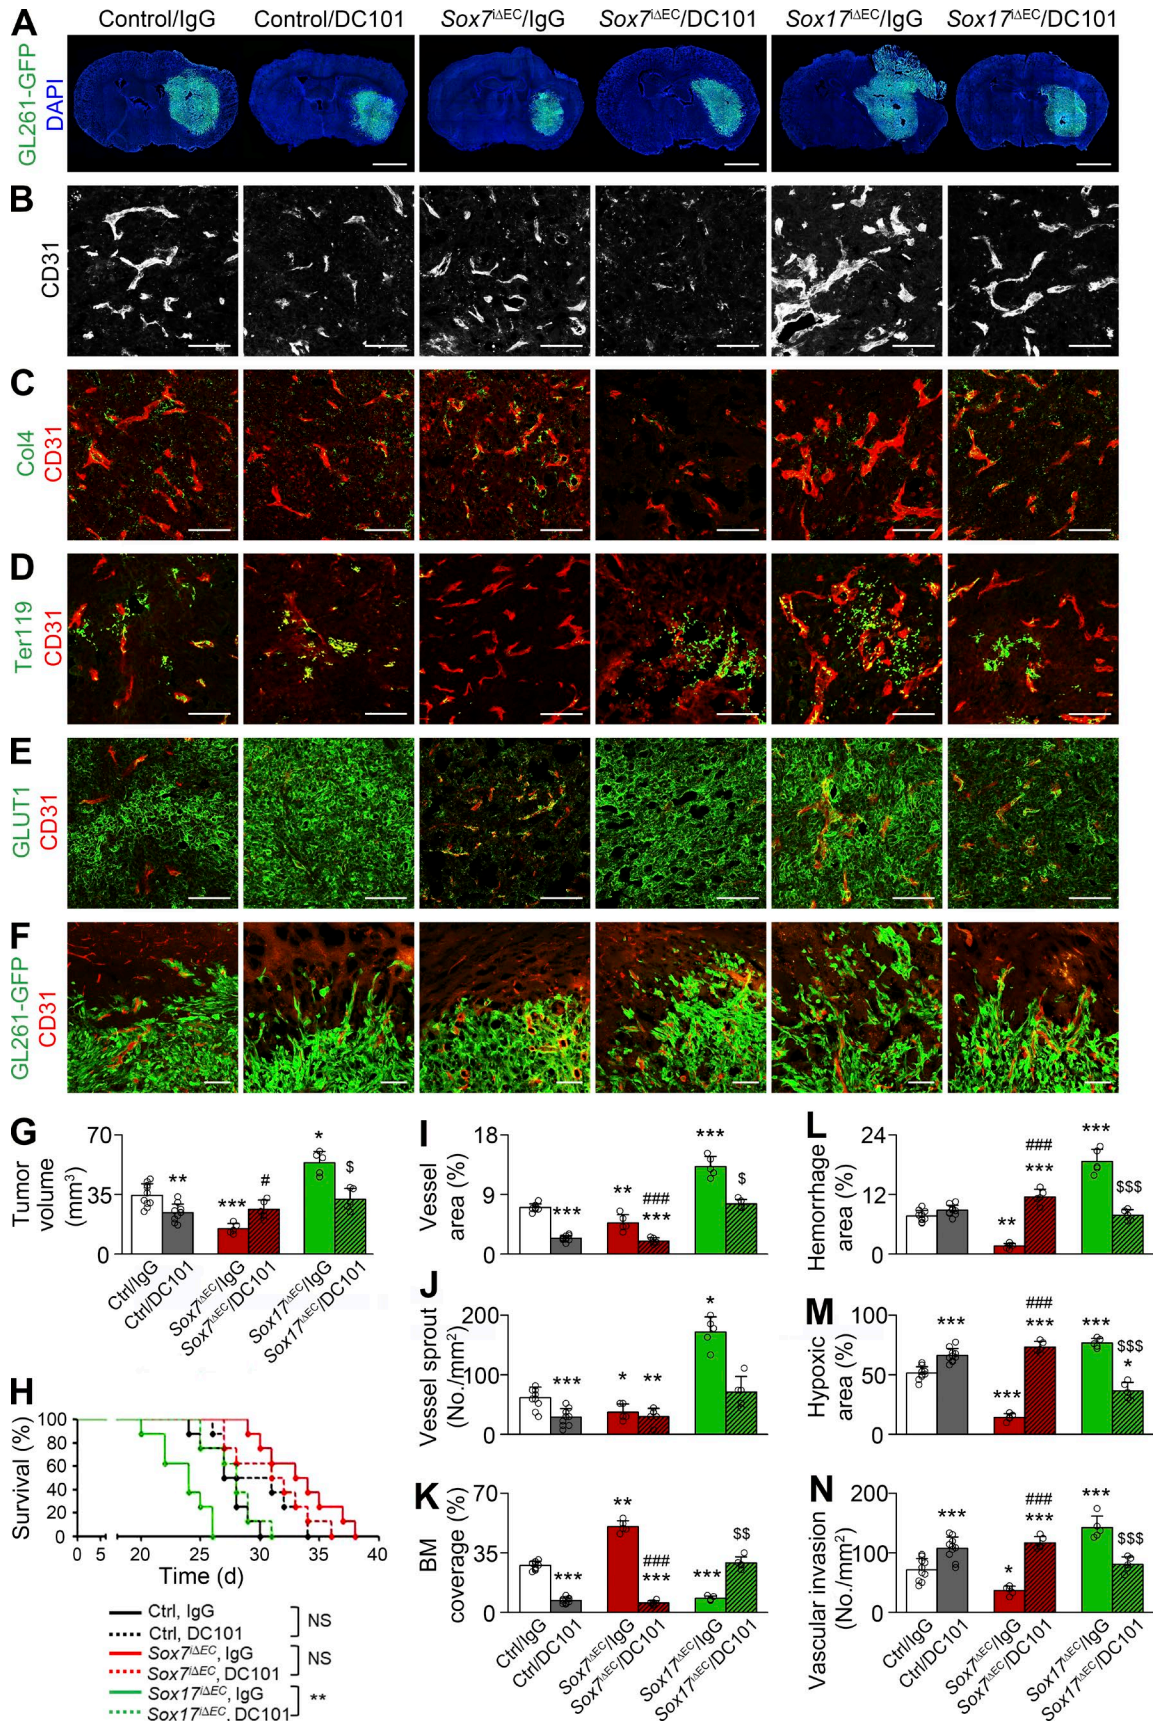 A
Control/IgG Control/DC101 Sox7iΔEC/IgG Sox7iΔEC/DC101 Sox17iΔEC/IgG Sox17iΔEC/DC101
GL261-GFP
DAPI
B
CD31
C
Col4
CD31
D
Ter119
CD31
E
GLUT1
CD31
F
GL261-GFP
CD31
G
Tumor
volume
(mm3)
70
35
0
**
***
#
*
$
Ctrl/IgG
Ctrl/DC101
Sox7iΔEC/IgG
Sox7iΔEC/DC101
Sox17iΔEC/IgG
Sox17iΔEC/DC101
H
Survival (%)
100
80
60
40
20
0
0 5 20 25 30 35 40
Time (d)
Ctrl, IgG
Ctrl, DC101
NS
Sox7iΔEC, IgG
Sox7iΔEC, DC101
NS
Sox17iΔEC, IgG
Sox17iΔEC, DC101
**
I
Vessel
area (%)
18
9
0
***
**
###
***
***
$
J
Vessel sprout
(No./mm2)
200
100
0
***
*
**
*
K
BM
coverage (%)
70
35
0
***
**
###
***
***
$$
Ctrl/IgG
Ctrl/DC101
Sox7iΔEC/IgG
Sox7iΔEC/DC101
Sox17iΔEC/IgG
Sox17iΔEC/DC101
L
Hemorrhage
area (%)
24
12
0
**
###
***
***
$$$
M
Hypoxic
area (%)
100
50
0
***
***
###
***
***
$$$
*
N
Vascular invasion
(No./mm2)
200
100
0
***
*
###
***
***
$$$
Ctrl/IgG
Ctrl/DC101
Sox7iΔEC/IgG
Sox7iΔEC/DC101
Sox17iΔEC/IgG
Sox17iΔEC/DC101